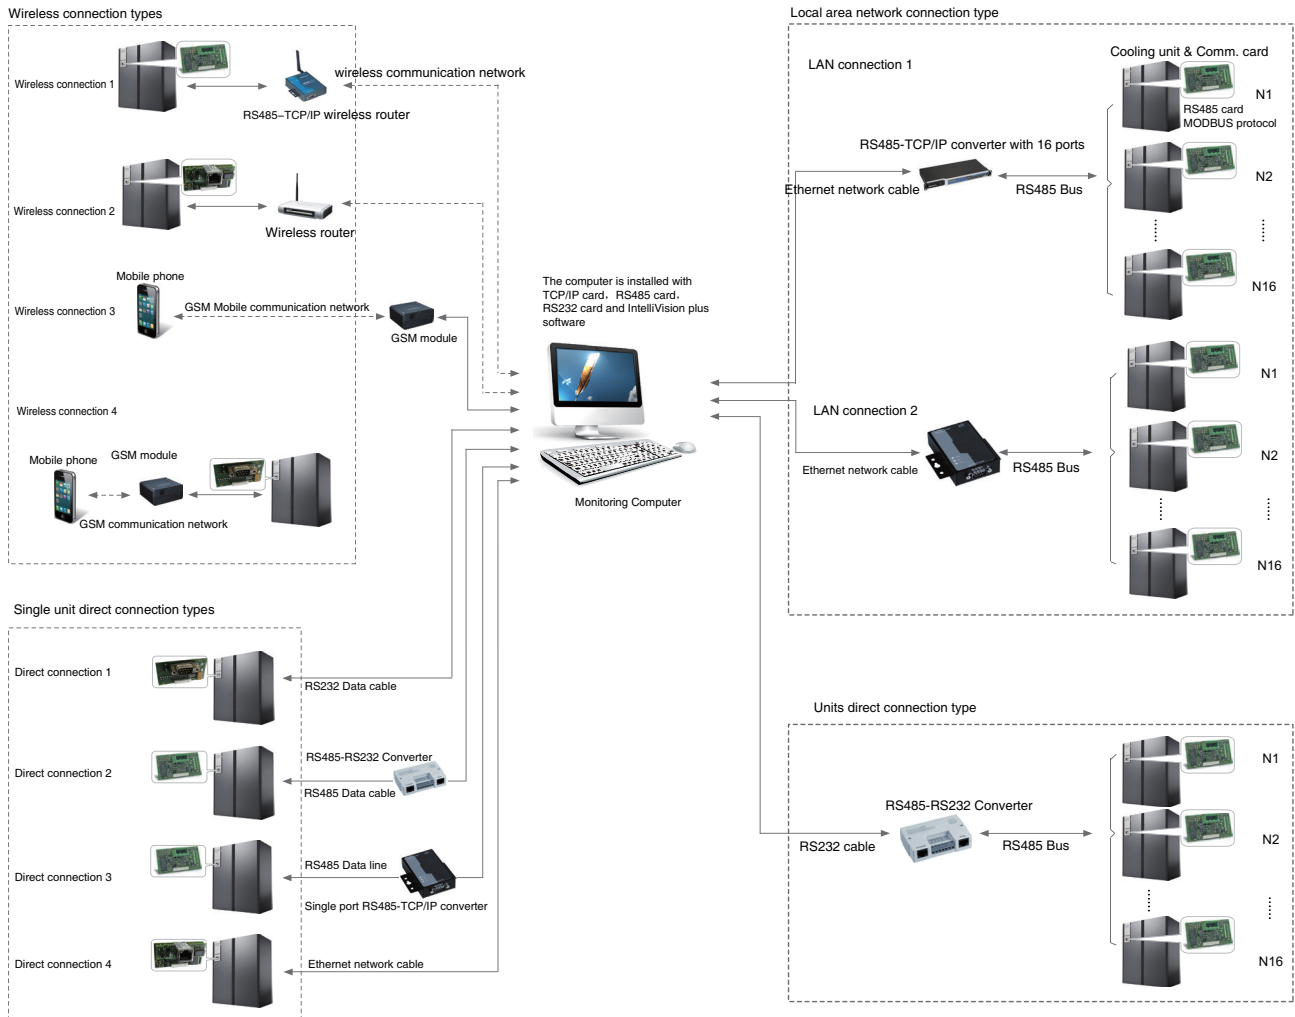 Wireless connection types
Wireless connection 1
RS485–TCP/IP wireless router
wireless communication network
Wireless connection 2
Wireless router
Mobile phone
Wireless connection 3
GSM Mobile communication network
GSM module
Wireless connection 4
GSM module
Mobile phone
GSM communication network
The computer is installed with
TCP/IP card，RS485 card，
RS232 card and IntelliVision plus
software
Monitoring Computer
Single unit direct connection types
Direct connection 1
RS232 Data cable
Direct connection 2
RS485-RS232 Converter
RS485 Data cable
Direct connection 3
RS485 Data line
Single port RS485-TCP/IP converter
Direct connection 4
Ethernet network cable
Local area network connection type
LAN connection 1
Cooling unit & Comm. card
N1
RS485 card
MODBUS protocol
RS485-TCP/IP converter with 16 ports
Ethernet network cable
RS485 Bus
N2
N16
LAN connection 2
N1
Ethernet network cable
RS485 Bus
N2
N16
Units direct connection type
N1
RS485-RS232 Converter
RS232 cable
RS485 Bus
N2
N16